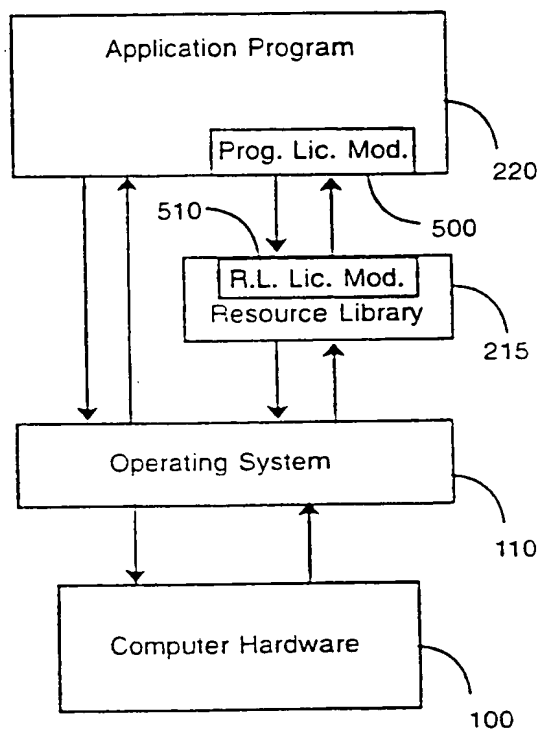 Application Program
Prog. Lic. Mod.
220
500
510
R.L. Lic. Mod.
Resource Library
215
Operating System
110
Computer Hardware
100